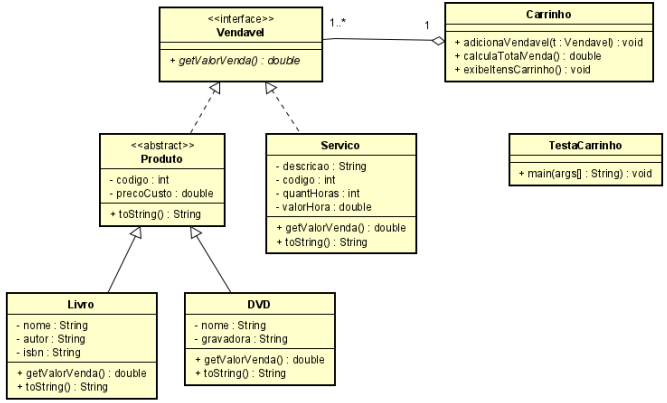 <<interface>>
Vendavel
+ getValorVenda() : double
1..*
1
Carrinho
+ adicionaVendavel(t : Vendavel) : void
+ calculaTotalVenda() : double
+ exibeItensCarrinho() : void
<<abstract>>
Produto
- codigo : int
- precoCusto : double
+ toString() : String
Servico
- descricao : String
- codigo : int
- quantHoras : int
- valorHora : double
+ getValorVenda() : double
+ toString() : String
TestaCarrinho
+ main(args[] : String) : void
Livro
- nome : String
- autor : String
- isbn : String
+ getValorVenda() : double
+ toString() : String
DVD
- nome : String
- gravadora : String
+ getValorVenda() : double
+ toString() : String